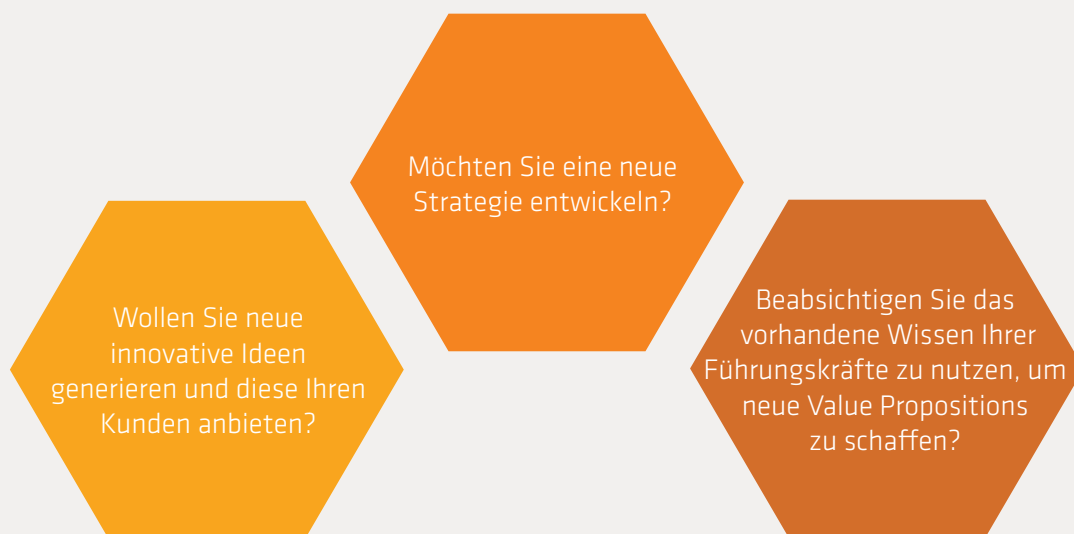 Möchten Sie eine neue
Strategie entwickeln?
Wollen Sie neue
innovative Ideen
generieren und diese Ihren
Kunden anbieten?
Beabsichtigen Sie das
vorhandene Wissen Ihrer
Führungskräfte zu nutzen, um
neue Value Propositions
zu schaffen?